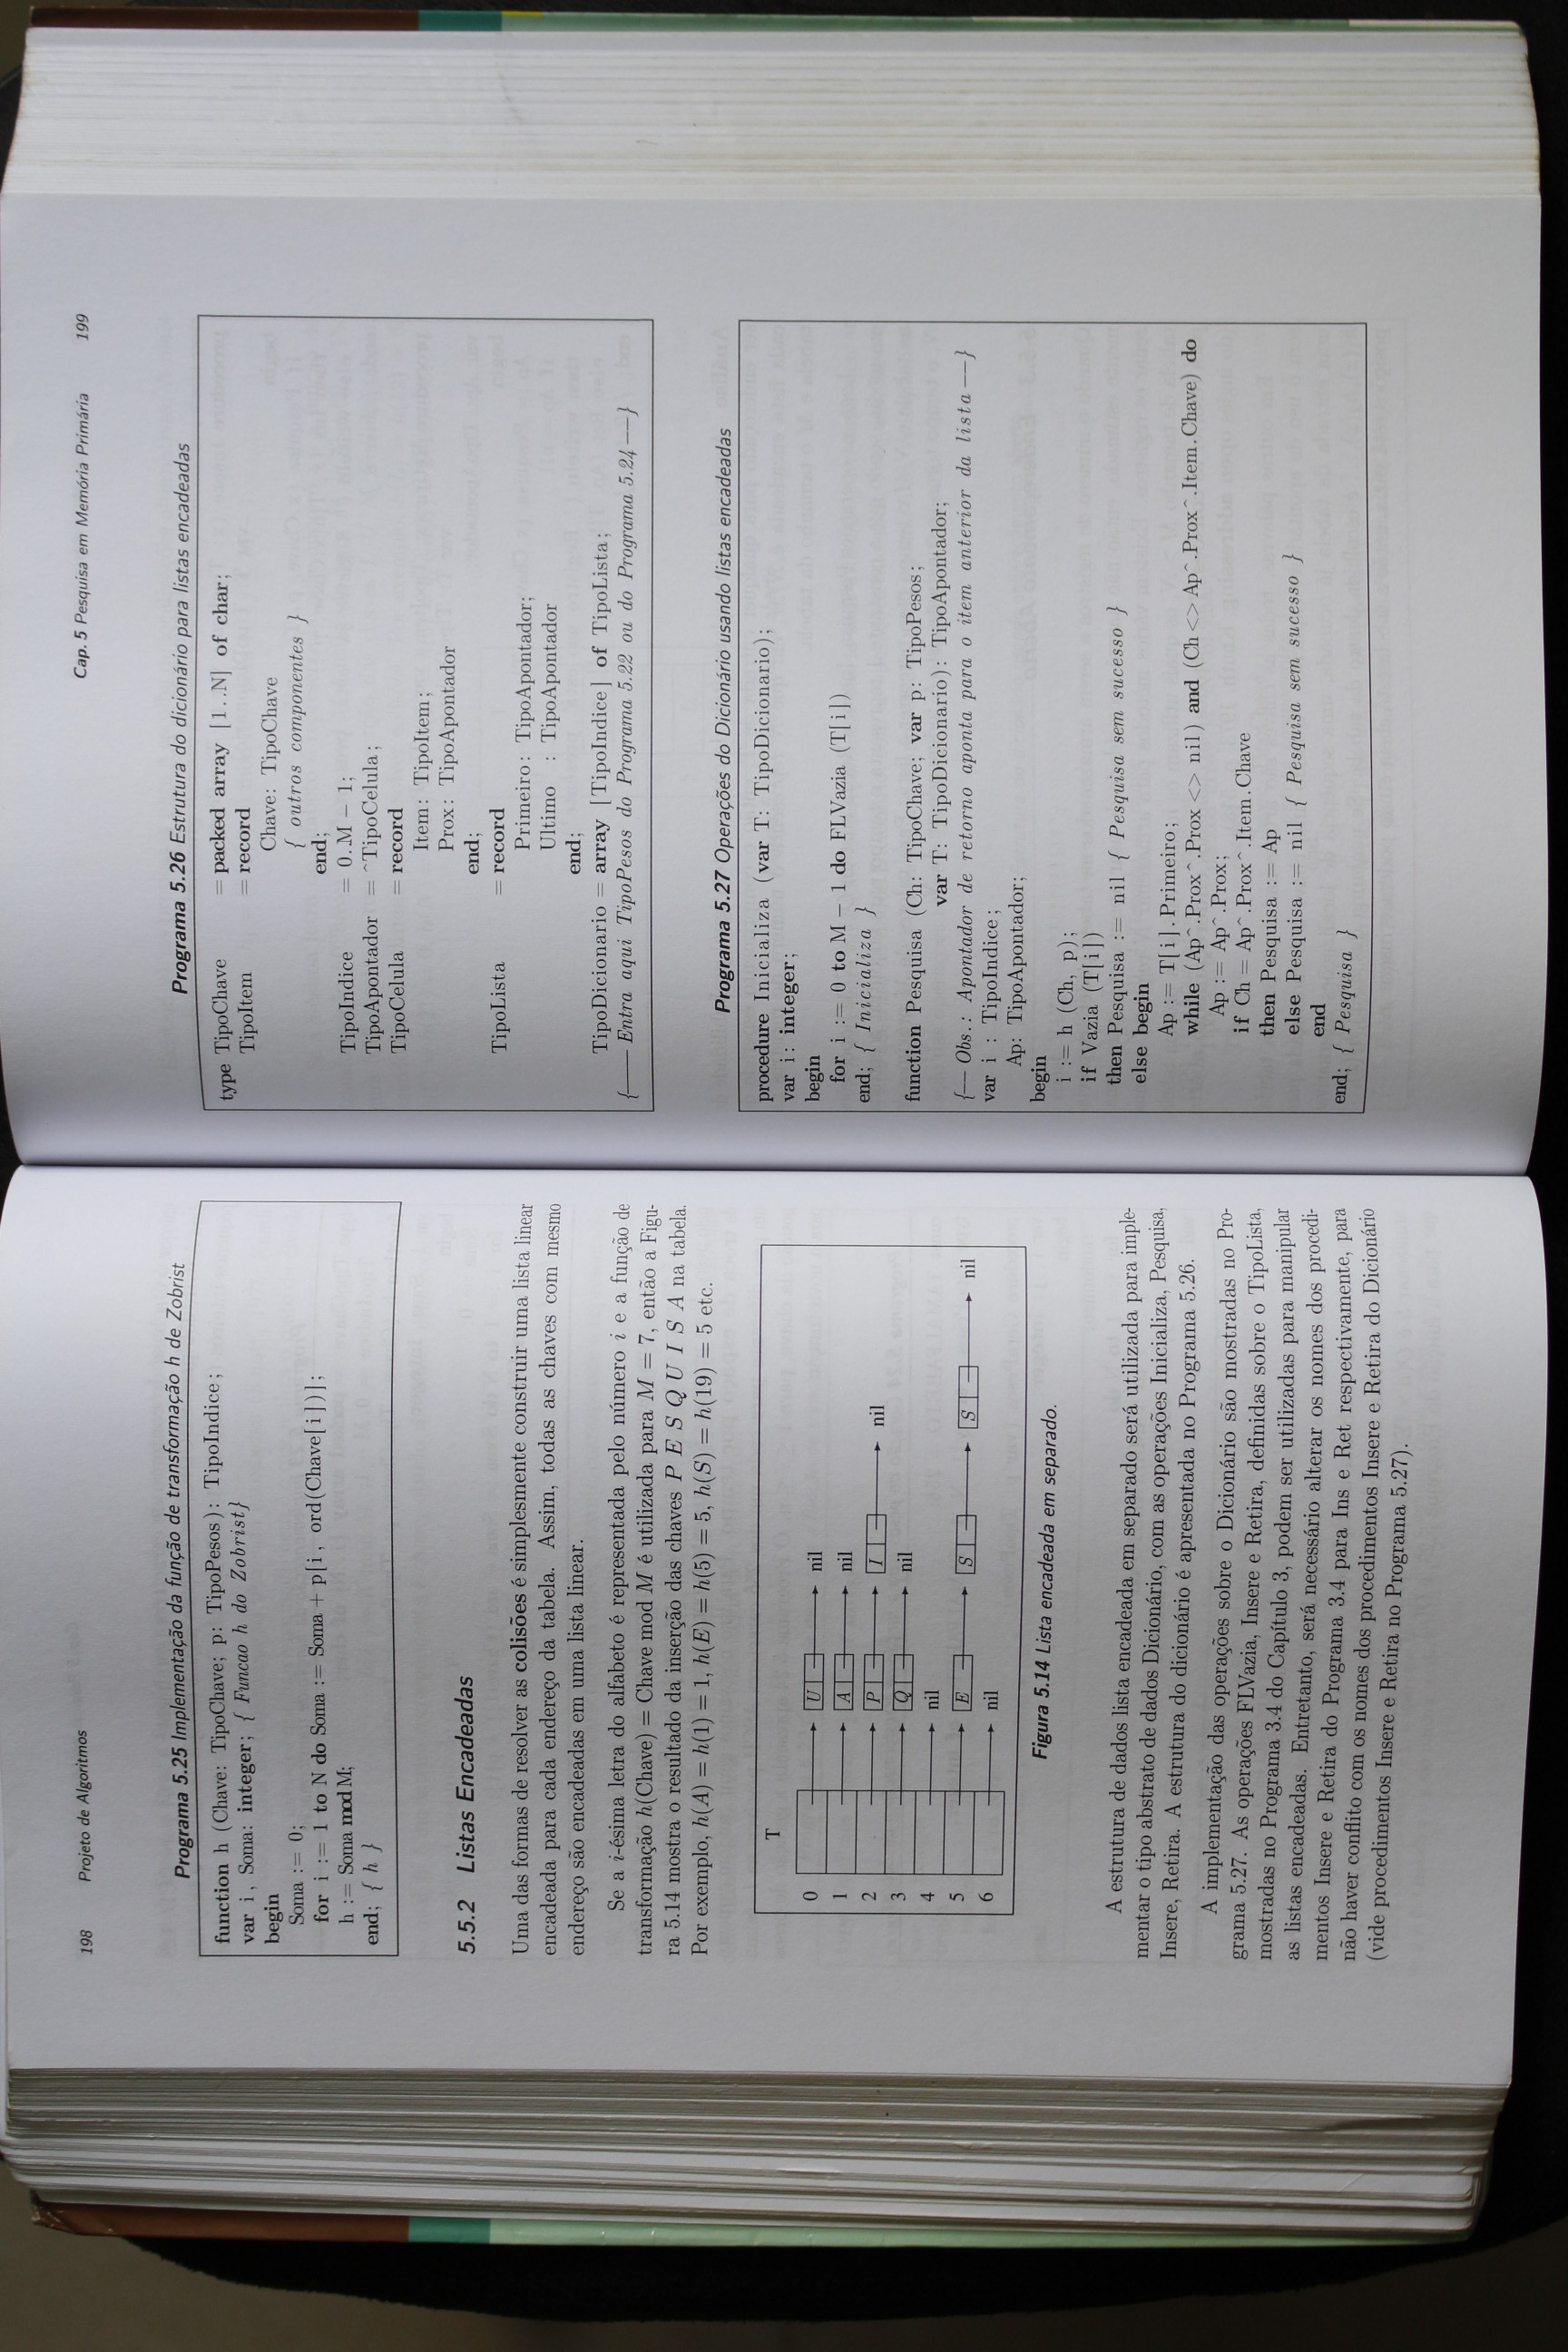 198 Projeto de Algoritmos
Programa 5.25 Implementação da função de transformação h de Zobrist
function h (Chave: TipoChave; p: TipoPesos): TipoIndice;
var i, Soma: integer; { Funcao h do Zobrist}
begin
Soma := 0;
for i := 1 to N do Soma := Soma + p[i, ord(Chave[i])];
h := Soma mod M;
end; { h }
5.5.2 Listas Encadeadas
Uma das formas de resolver as colisões é simplesmente construir uma lista linear
encadeada para cada endereço da tabela. Assim, todas as chaves com mesmo
endereço são encadeadas em uma lista linear.
Se a i-ésima letra do alfabeto é representada pelo número i e a função de
transformação h(Chave) = Chave mod M é utilizada para M = 7, então a Figu-
ra 5.14 mostra o resultado da inserção das chaves P E S Q U I S A na tabela.
Por exemplo, h(A) = h(1) = 1, h(E) = h(5) = 5, h(S) = h(19) = 5 etc.
T
0 U nil
1 A nil
2 P I nil
3 Q nil
4 nil
5 E S S nil
6 nil
Figura 5.14 Lista encadeada em separado.
A estrutura de dados lista encadeada em separado será utilizada para imple-
mentar o tipo abstrato de dados Dicionário, com as operações Inicializa, Pesquisa,
Insere, Retira. A estrutura do dicionário é apresentada no Programa 5.26.
A implementação das operações sobre o Dicionário são mostradas no Pro-
grama 5.27. As operações FLVazia, Insere e Retira, definidas sobre o TipoLista,
mostradas no Programa 3.4 do Capítulo 3, podem ser utilizadas para manipular
as listas encadeadas. Entretanto, será necessário alterar os nomes dos procedi-
mentos Insere e Retira do Programa 3.4 para Ins e Ret respectivamente, para
não haver conflito com os nomes dos procedimentos Insere e Retira do Dicionário
(vide procedimentos Insere e Retira no Programa 5.27).
Cap. 5 Pesquisa em Memória Primária 199
Programa 5.26 Estrutura do dicionário para listas encadeadas
type TipoChave = packed array [1..N] of char;
TipoItem = record
Chave: TipoChave
{ outros componentes }
end;
TipoIndice = 0..M − 1;
TipoApontador = ^TipoCelula;
TipoCelula = record
Item: TipoItem;
Prox: TipoApontador
end;
TipoLista = record
Primeiro: TipoApontador;
Ultimo : TipoApontador
end;
TipoDicionario = array [TipoIndice] of TipoLista;
{—— Entra aqui TipoPesos do Programa 5.22 ou do Programa 5.24——}
Programa 5.27 Operações do Dicionário usando listas encadeadas
procedure Inicializa (var T: TipoDicionario);
var i: integer;
begin
for i := 0 to M − 1 do FLVazia (T[i])
end; { Inicializa }
function Pesquisa (Ch: TipoChave; var p: TipoPesos;
var T: TipoDicionario): TipoApontador;
{—— Obs.: Apontador de retorno aponta para o item anterior da lista——}
var i : TipoIndice;
Ap: TipoApontador;
begin
i := h (Ch, p);
if Vazia (T[i])
then Pesquisa := nil { Pesquisa sem sucesso }
else begin
Ap := T[i].Primeiro;
while (Ap^.Prox^.Prox <> nil) and (Ch <> Ap^.Prox^.Item.Chave) do
Ap := Ap^.Prox;
if Ch = Ap^.Prox^.Item.Chave
then Pesquisa := Ap
else Pesquisa := nil { Pesquisa sem sucesso }
end
end; { Pesquisa }